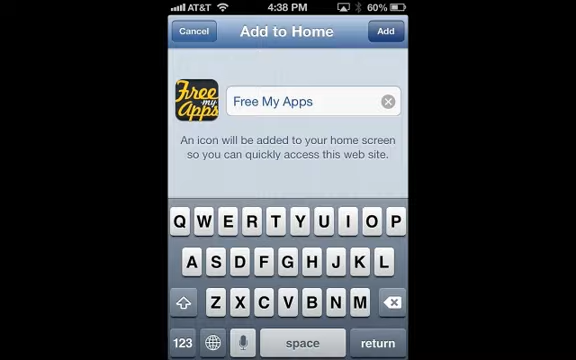 AT&T 4:38 PM 60%
Cancel Add to Home Add
Free my Apps Free My Apps
An icon will be added to your home screen
so you can quickly access this web site.
Q W E R T Y U I O P
A S D F G H J K L
Z X C V B N M
123 space return